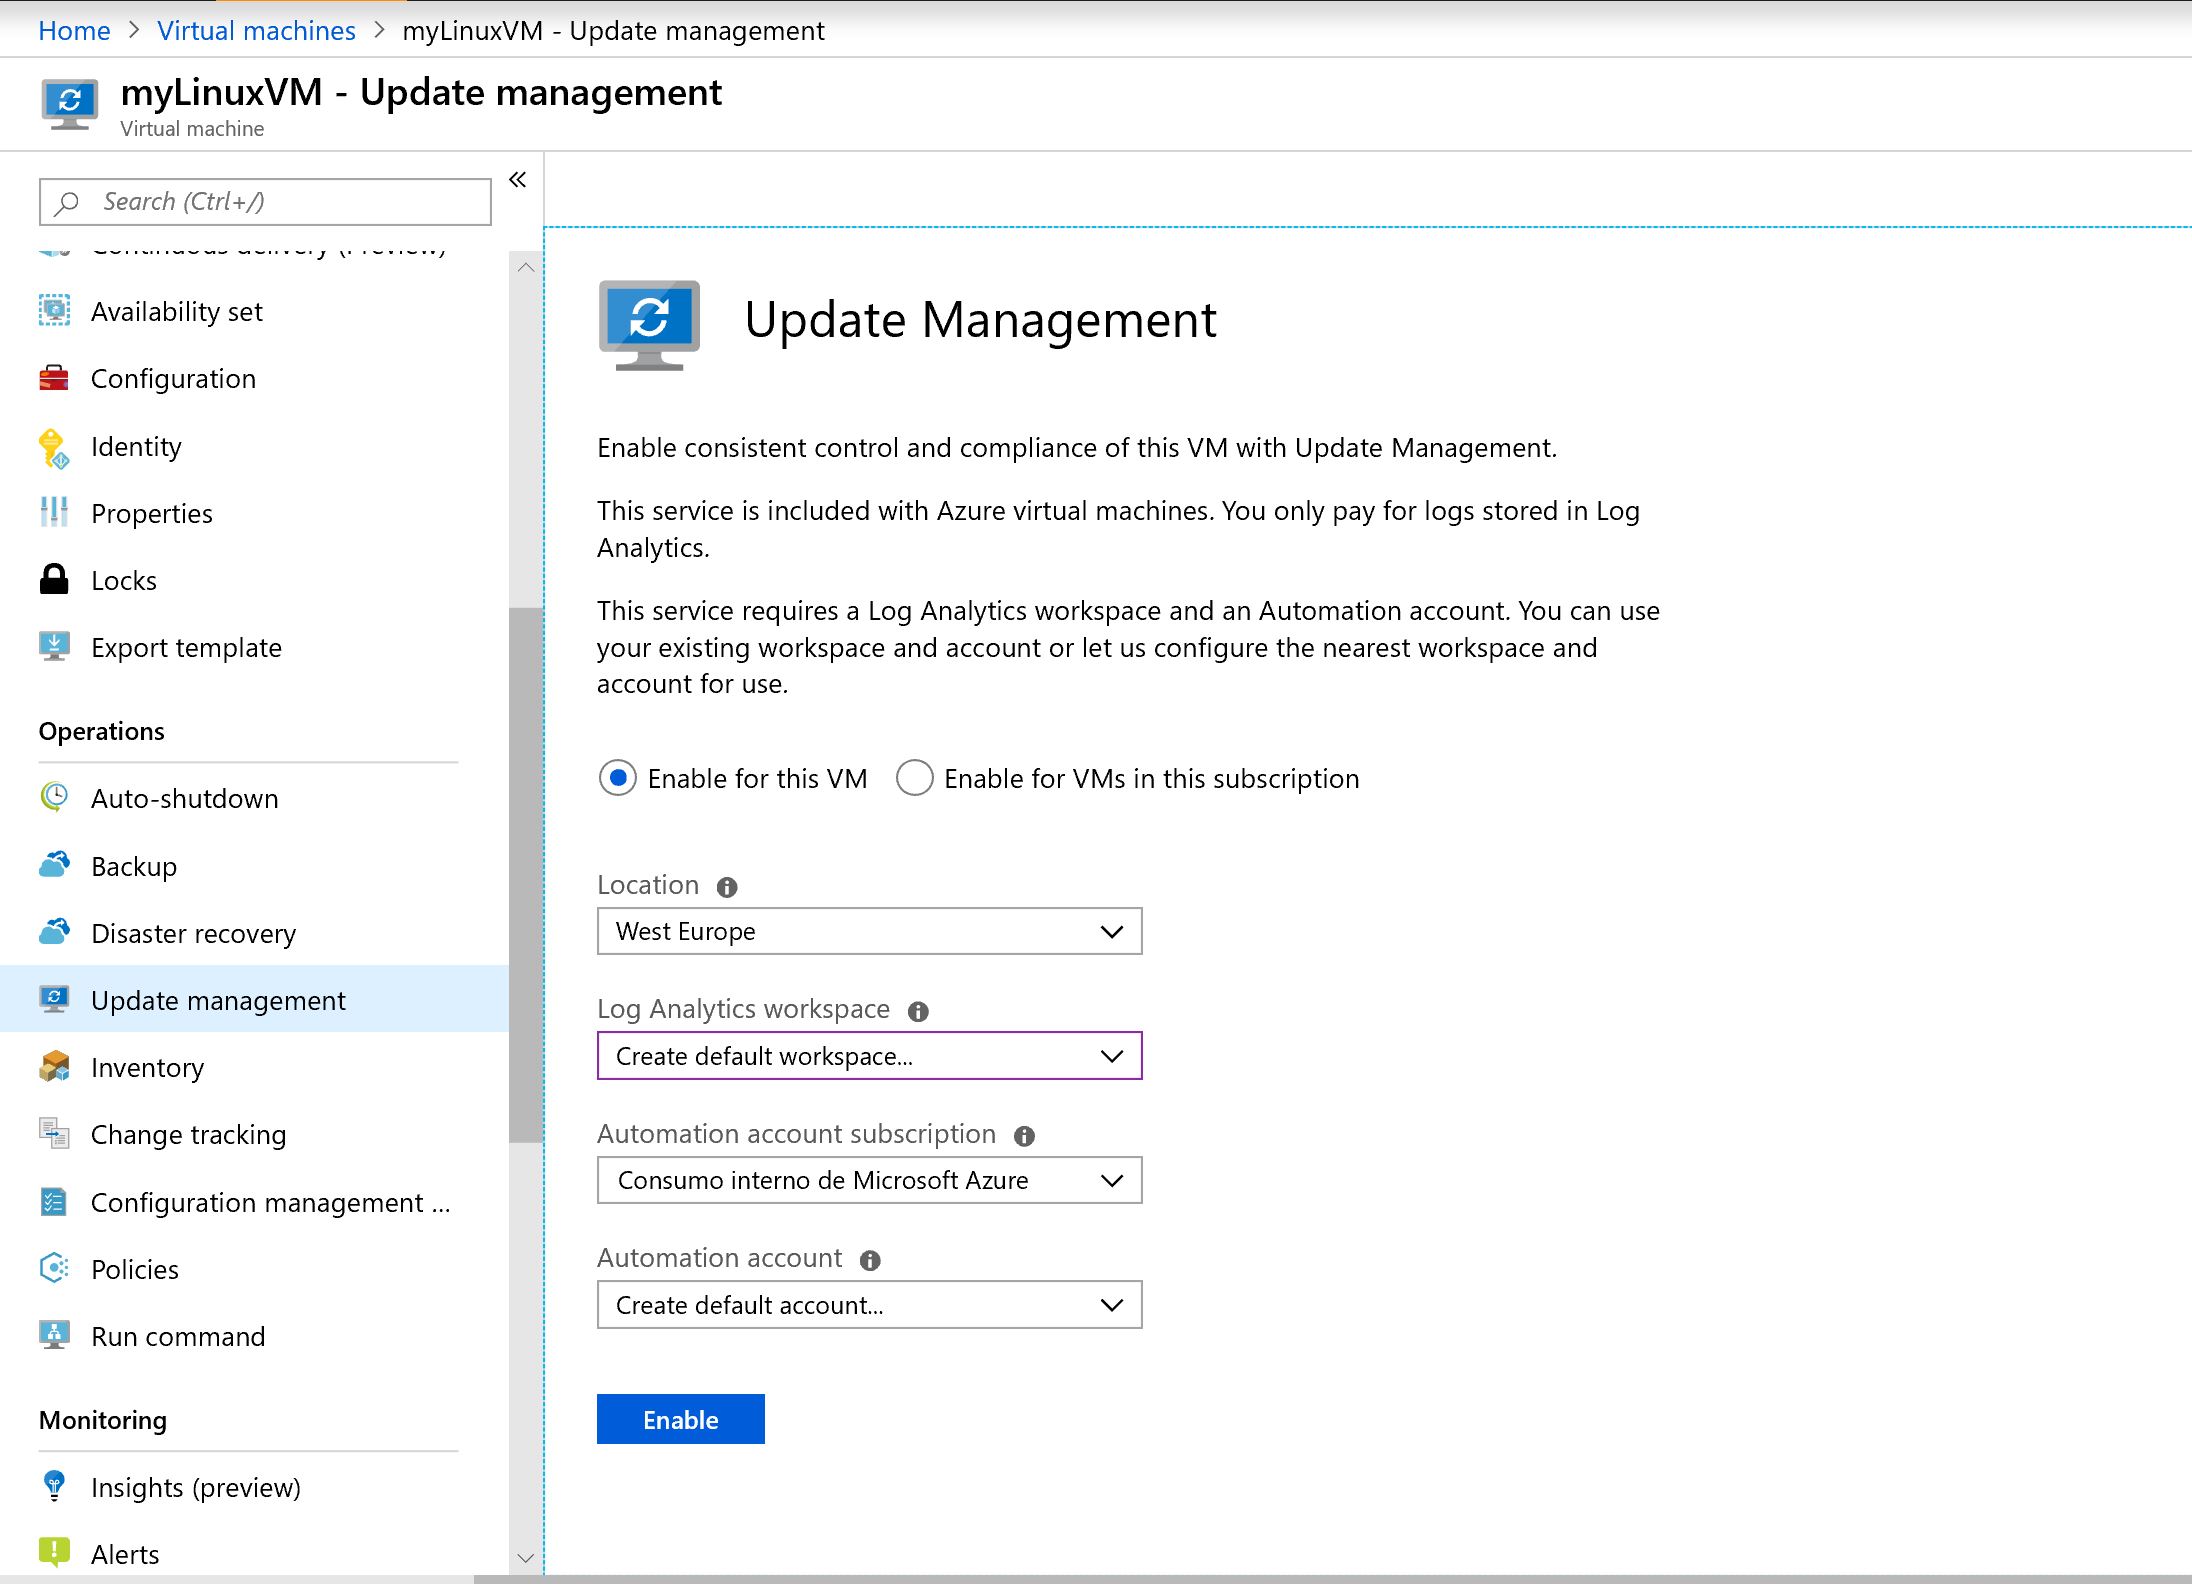 Home > Virtual machines > myLinuxVM - Update management
myLinuxVM - Update management
Virtual machine
Search (Ctrl+/)
«
Continuous delivery (Preview)
Availability set
Configuration
Identity
Properties
Locks
Export template
Operations
Auto-shutdown
Backup
Disaster recovery
Update management
Inventory
Change tracking
Configuration management ...
Policies
Run command
Monitoring
Insights (preview)
Alerts
Update Management
Enable consistent control and compliance of this VM with Update Management.
This service is included with Azure virtual machines. You only pay for logs stored in Log
Analytics.
This service requires a Log Analytics workspace and an Automation account. You can use
your existing workspace and account or let us configure the nearest workspace and
account for use.
Enable for this VM Enable for VMs in this subscription
Location
West Europe
Log Analytics workspace
Create default workspace...
Automation account subscription
Consumo interno de Microsoft Azure
Automation account
Create default account...
Enable